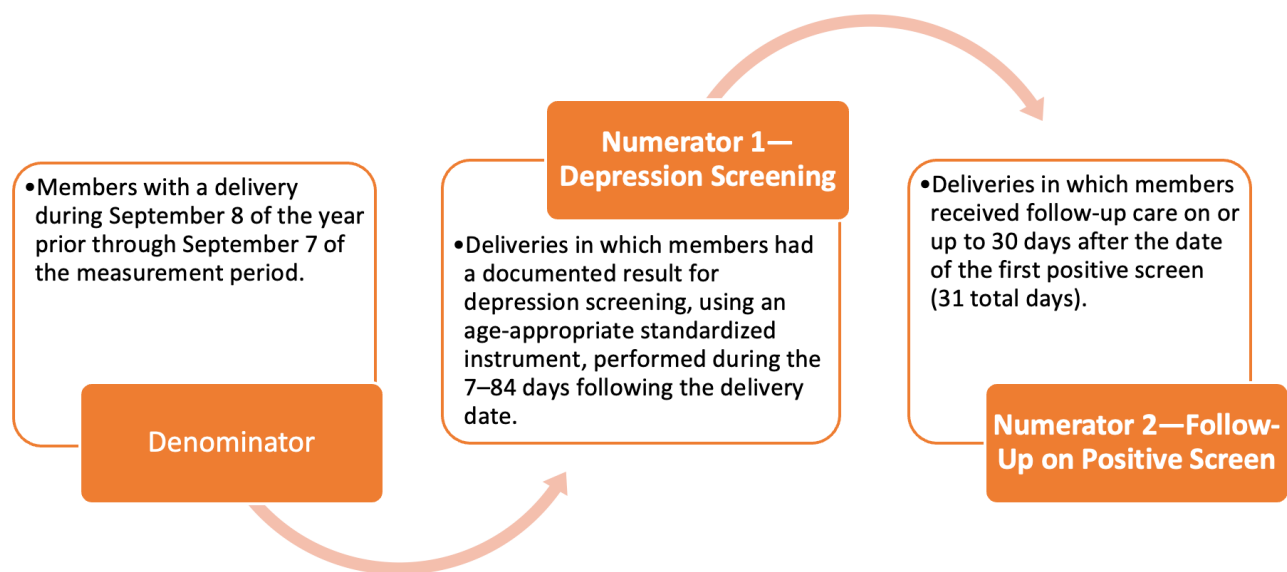 •Members with a delivery
during September 8 of the year
prior through September 7 of
the measurement period.
Denominator
Numerator 1—
Depression Screening
•Deliveries in which members had
a documented result for
depression screening, using an
age-appropriate standardized
instrument, performed during the
7–84 days following the delivery
date.
•Deliveries in which members
received follow-up care on or
up to 30 days after the date
of the first positive screen
(31 total days).
Numerator 2—Follow-
Up on Positive Screen